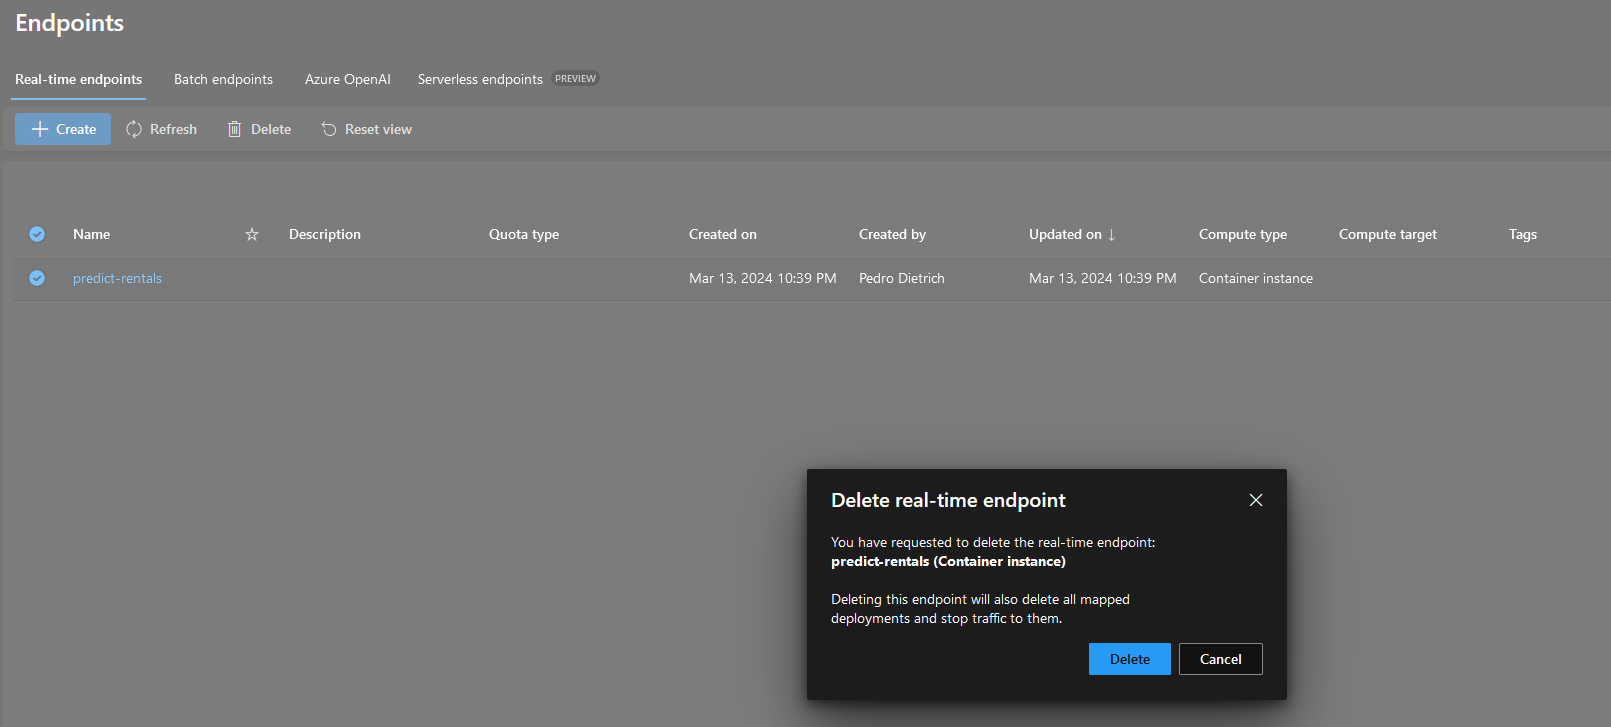 Endpoints
Real-time endpoints Batch endpoints Azure OpenAI Serverless endpoints PREVIEW
Create Refresh Delete Reset view
Name Description Quota type Created on Created by Updated on ↓ Compute type Compute target Tags
predict-rentals Mar 13, 2024 10:39 PM Pedro Dietrich Mar 13, 2024 10:39 PM Container instance
Delete real-time endpoint
You have requested to delete the real-time endpoint:
predict-rentals (Container instance)
Deleting this endpoint will also delete all mapped
deployments and stop traffic to them.
Delete Cancel